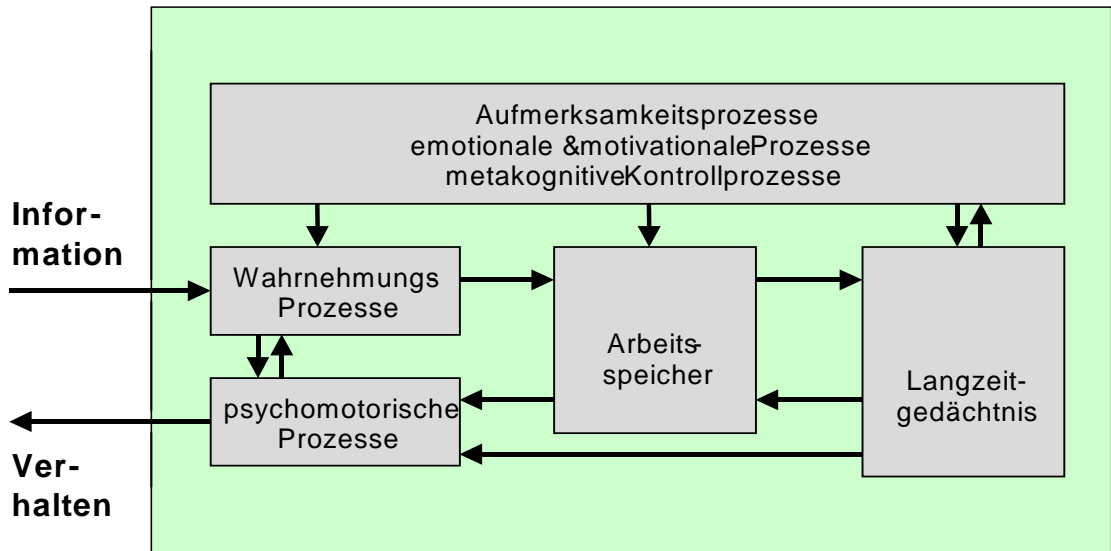 Aufmerksamkeitsprozesse
emotionale &motivationaleProzesse
metakognitiveKontrollprozesse
Infor-
mation
Wahrnehmungs
Prozesse
Arbeits-
speicher
Langzeit-
gedächtnis
psychomotorische
Prozesse
Ver-
halten